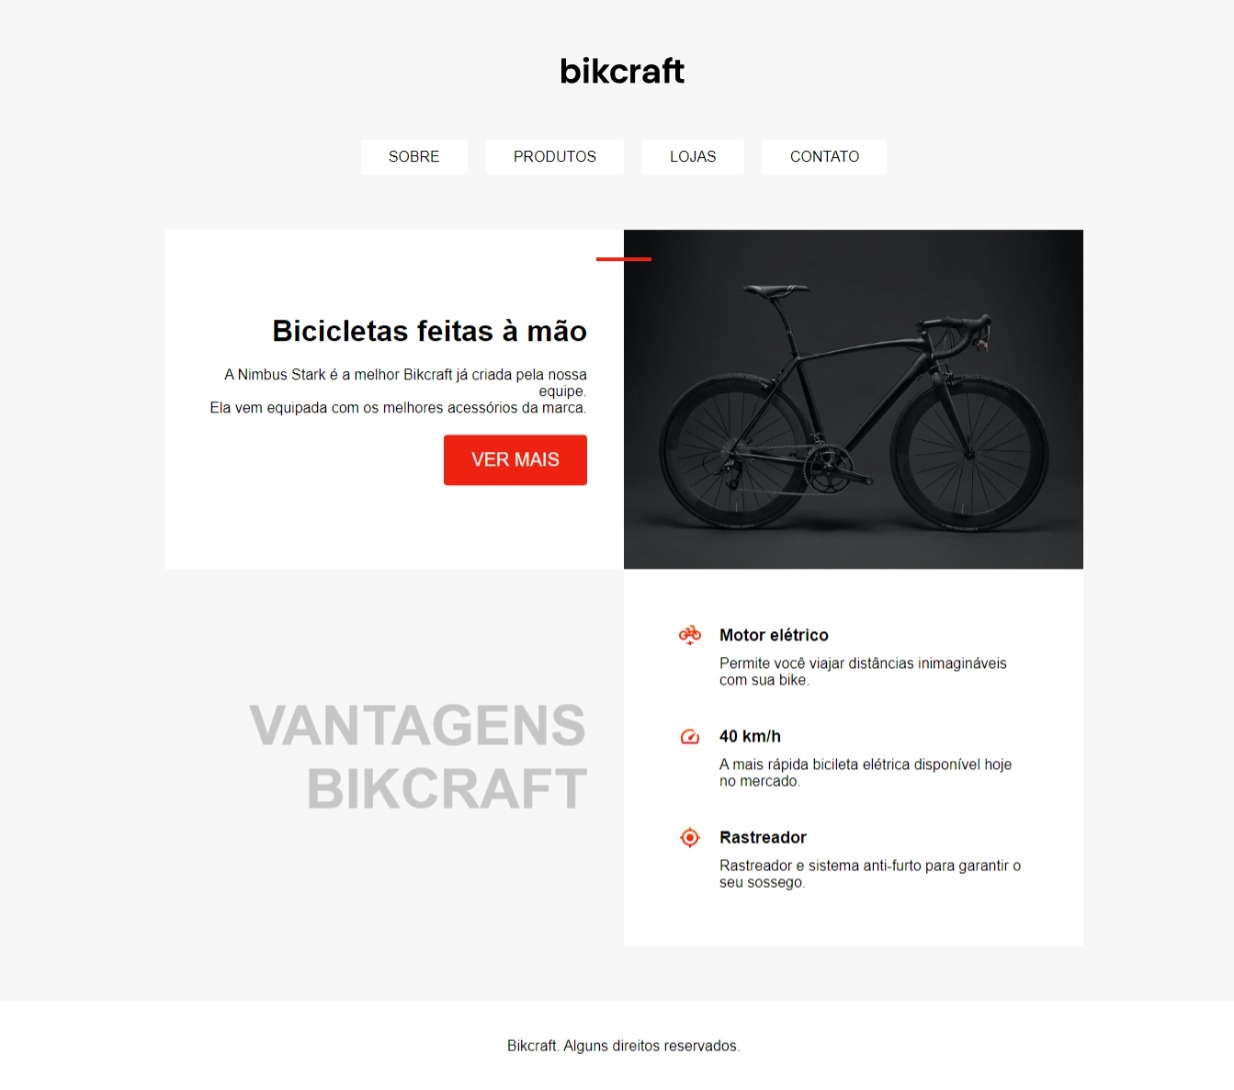 bikcraft
SOBRE
PRODUTOS
LOJAS
CONTATO
Bicicletas feitas à mão
A Nimbus Stark é a melhor Bikcraft já criada pela nossa
equipe.
Ela vem equipada com os melhores acessórios da marca.
VER MAIS
VANTAGENS
BIKCRAFT
Motor elétrico
Permite você viajar distâncias inimagináveis
com sua bike.
40 km/h
A mais rápida bicileta elétrica disponível hoje
no mercado.
Rastreador
Rastreador e sistema anti-furto para garantir o
seu sossego.
Bikcraft. Alguns direitos reservados.